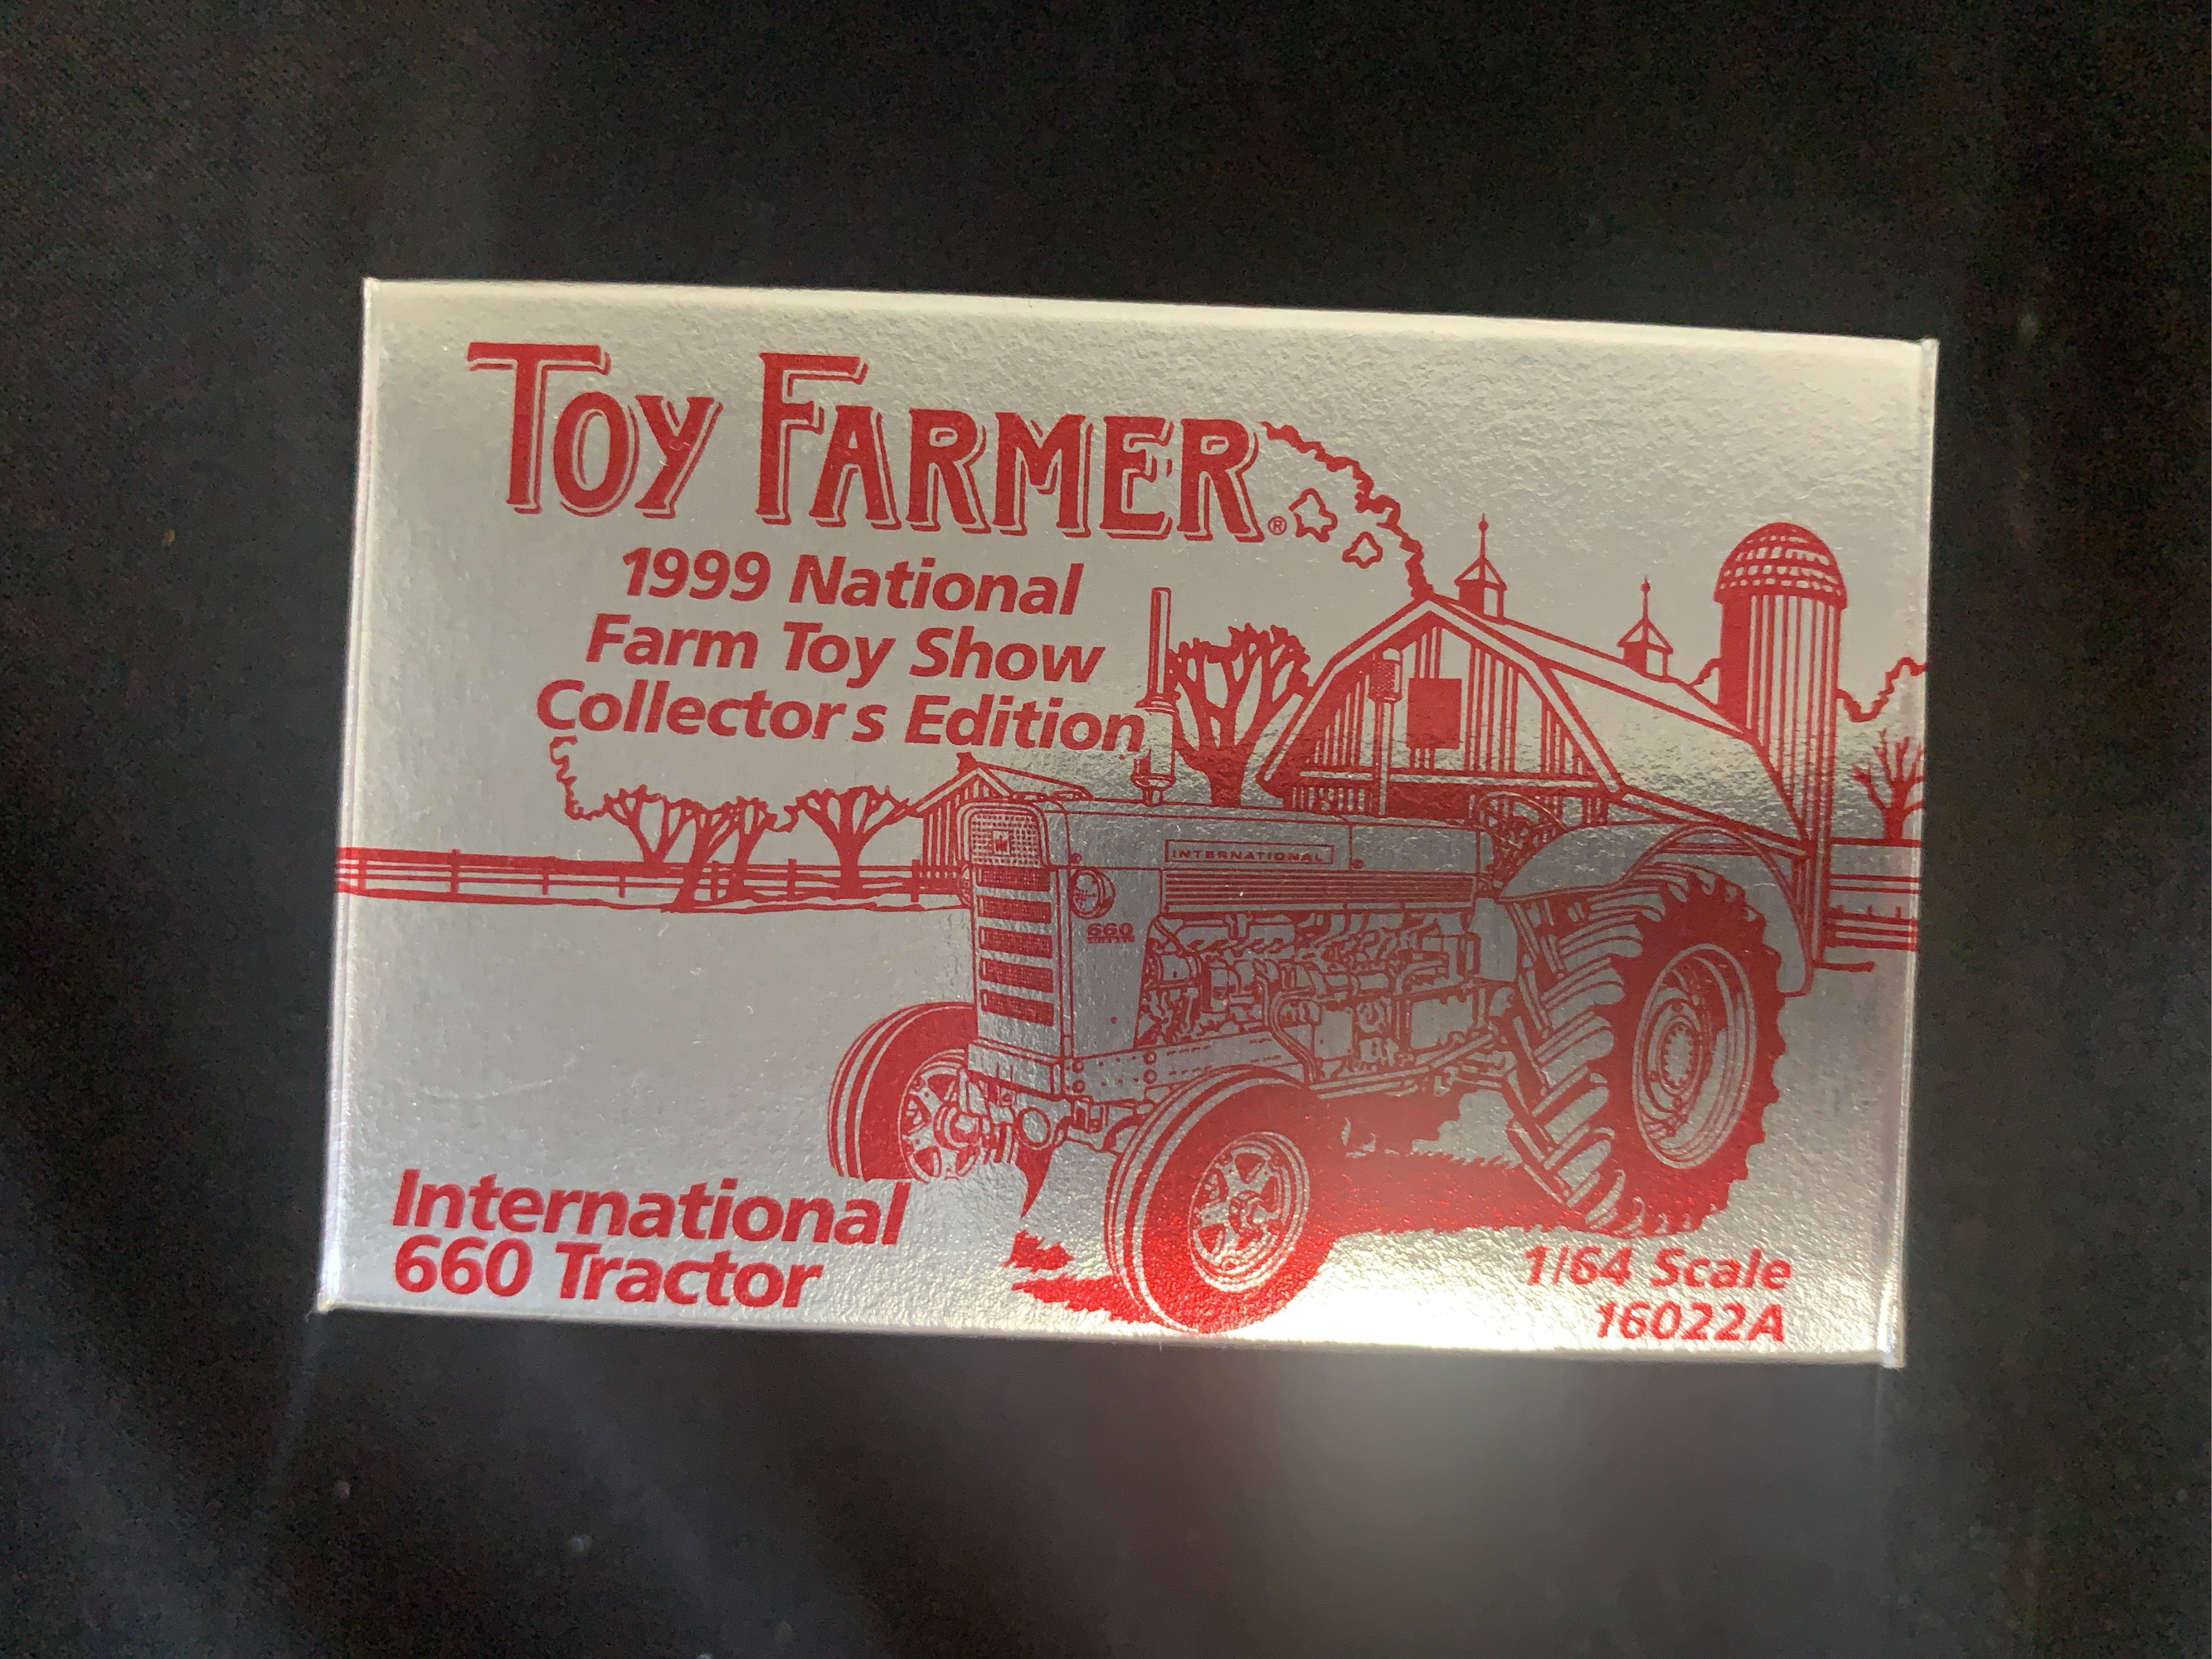 TOY FARMER®
1999 National
Farm Toy Show
Collector s Edition
INTERNATIONAL
660
International
660 Tractor
1/64 Scale
16022A